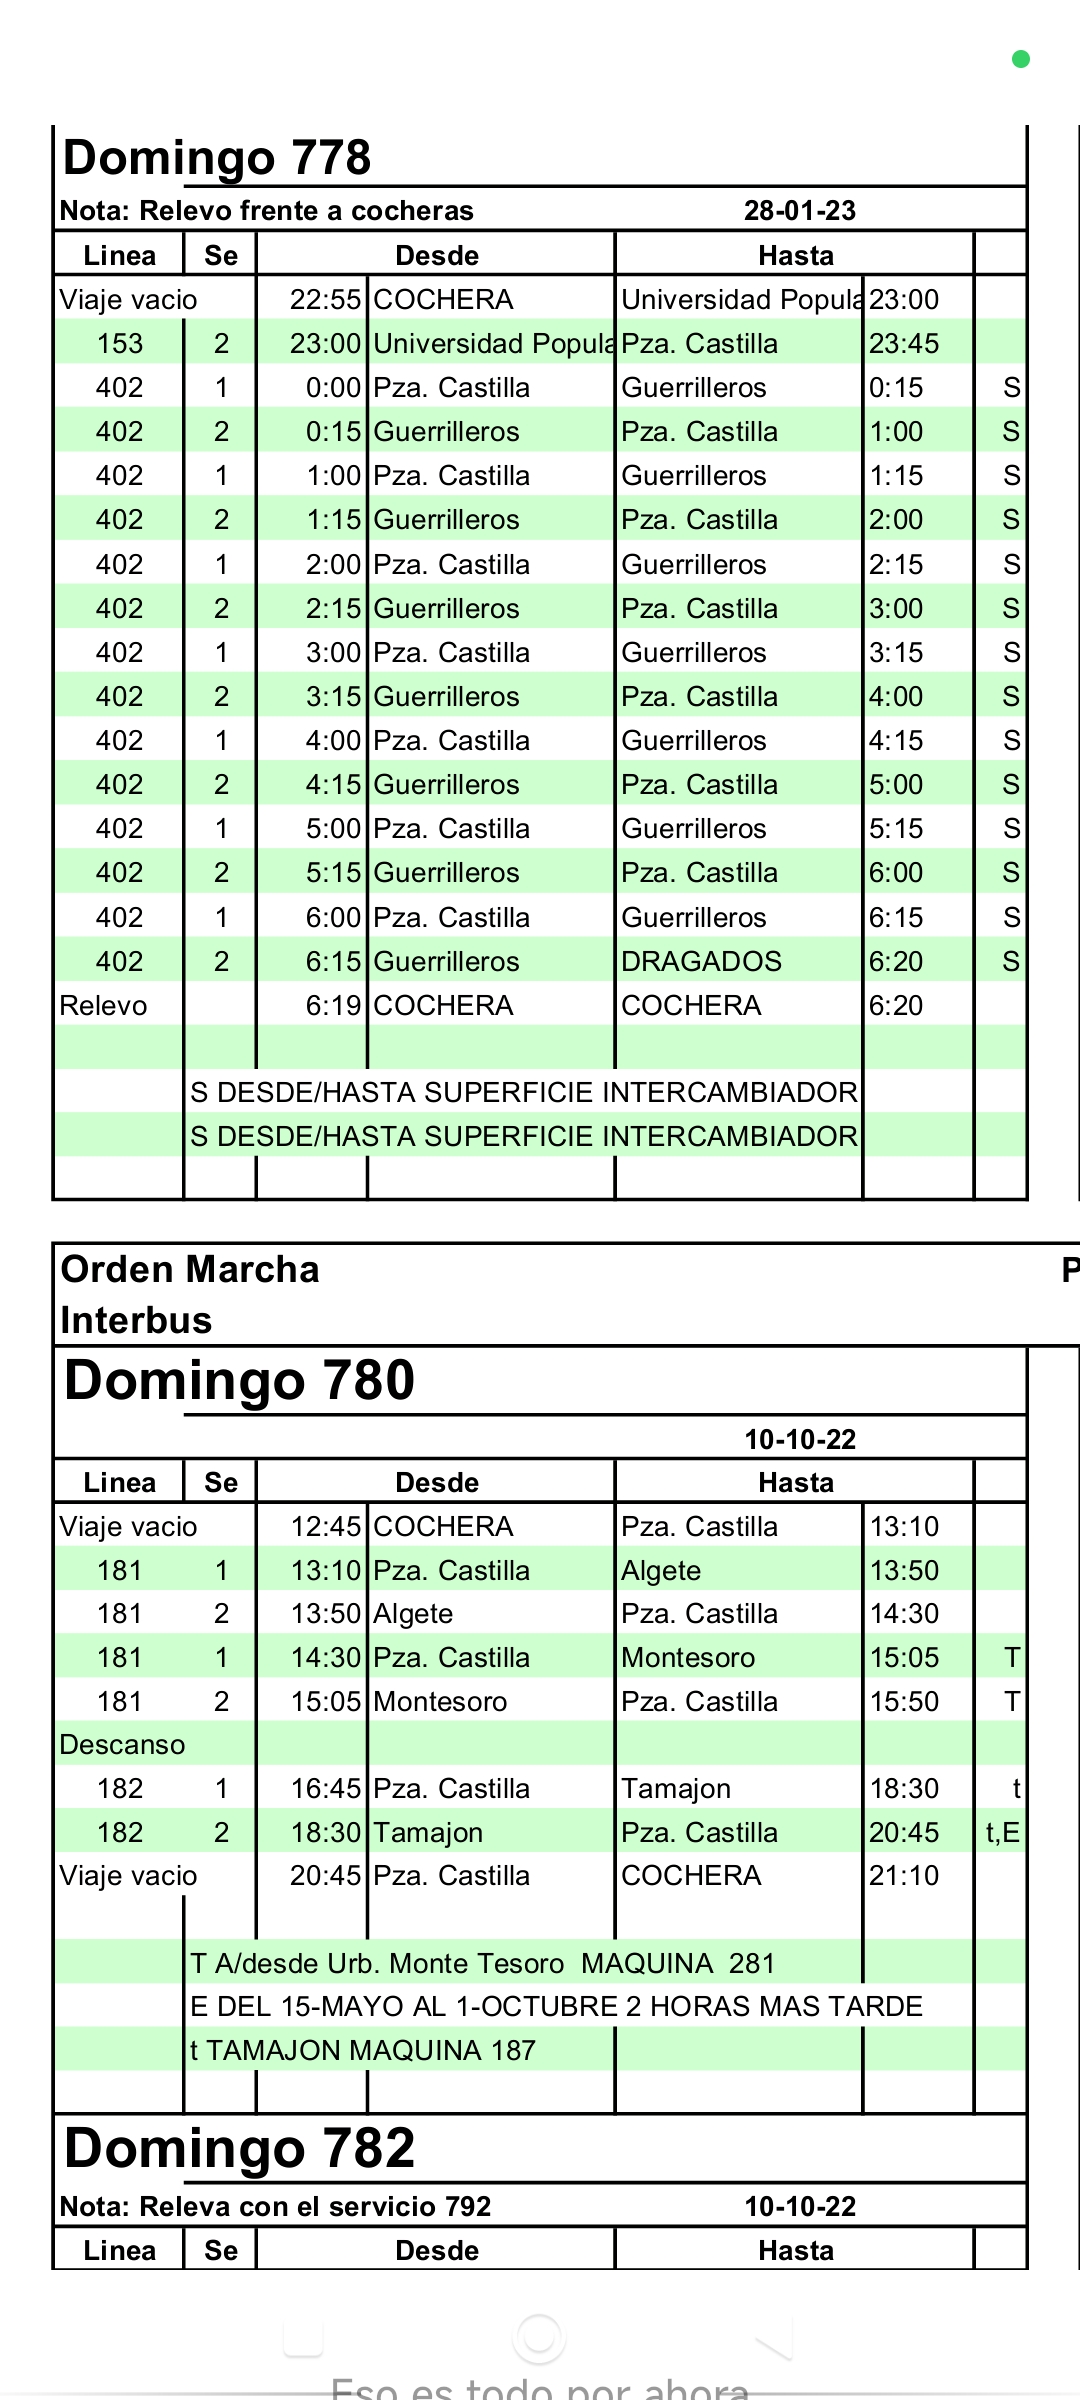 Domingo 778
Nota: Relevo frente a cocheras 28-01-23
Linea Se Desde Hasta
Viaje vacio 22:55 COCHERA Universidad Popula 23:00
153 2 23:00 Universidad Popula Pza. Castilla 23:45
402 1 0:00 Pza. Castilla Guerrilleros 0:15 S
402 2 0:15 Guerrilleros Pza. Castilla 1:00 S
402 1 1:00 Pza. Castilla Guerrilleros 1:15 S
402 2 1:15 Guerrilleros Pza. Castilla 2:00 S
402 1 2:00 Pza. Castilla Guerrilleros 2:15 S
402 2 2:15 Guerrilleros Pza. Castilla 3:00 S
402 1 3:00 Pza. Castilla Guerrilleros 3:15 S
402 2 3:15 Guerrilleros Pza. Castilla 4:00 S
402 1 4:00 Pza. Castilla Guerrilleros 4:15 S
402 2 4:15 Guerrilleros Pza. Castilla 5:00 S
402 1 5:00 Pza. Castilla Guerrilleros 5:15 S
402 2 5:15 Guerrilleros Pza. Castilla 6:00 S
402 1 6:00 Pza. Castilla Guerrilleros 6:15 S
402 2 6:15 Guerrilleros DRAGADOS 6:20 S
Relevo 6:19 COCHERA COCHERA 6:20
S DESDE/HASTA SUPERFICIE INTERCAMBIADOR
S DESDE/HASTA SUPERFICIE INTERCAMBIADOR
Orden Marcha P
Interbus
Domingo 780
10-10-22
Linea Se Desde Hasta
Viaje vacio 12:45 COCHERA Pza. Castilla 13:10
181 1 13:10 Pza. Castilla Algete 13:50
181 2 13:50 Algete Pza. Castilla 14:30
181 1 14:30 Pza. Castilla Montesoro 15:05 T
181 2 15:05 Montesoro Pza. Castilla 15:50 T
Descanso
182 1 16:45 Pza. Castilla Tamajon 18:30 t
182 2 18:30 Tamajon Pza. Castilla 20:45 t,E
Viaje vacio 20:45 Pza. Castilla COCHERA 21:10
T A/desde Urb. Monte Tesoro MAQUINA 281
E DEL 15-MAYO AL 1-OCTUBRE 2 HORAS MAS TARDE
t TAMAJON MAQUINA 187
Domingo 782
Nota: Releva con el servicio 792 10-10-22
Linea Se Desde Hasta
Eso es todo por ahora